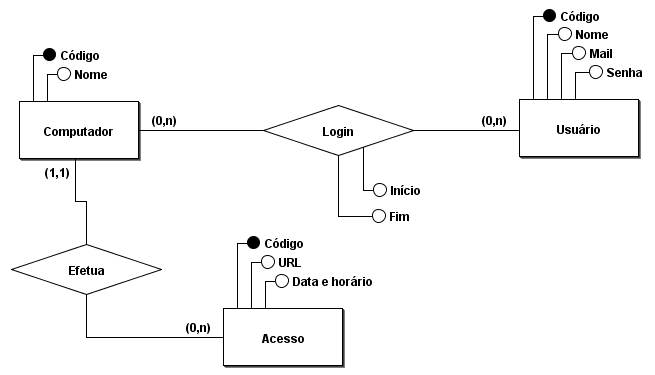 Código
Nome
Computador
(0,n)
Login
(0,n)
Código
Nome
Mail
Senha
Usuário
Início
Fim
(1,1)
Efetua
(0,n)
Código
URL
Data e horário
Acesso